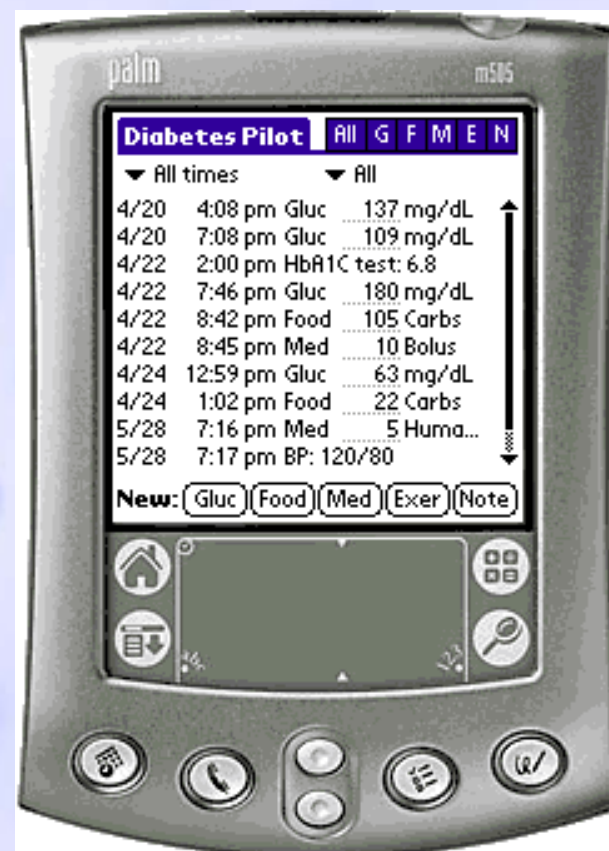 palm m505
Diabetes Pilot All G F M E N
All times All
4/20 4:08 pm Gluc 137 mg/dL
4/20 7:08 pm Gluc 109 mg/dL
4/22 2:00 pm HbA1C test: 6.8
4/22 7:46 pm Gluc 180 mg/dL
4/22 8:42 pm Food 105 Carbs
4/22 8:45 pm Med 10 Bolus
4/24 12:59 pm Gluc 63 mg/dL
4/24 1:02 pm Food 22 Carbs
5/28 7:16 pm Med 5 Huma...
5/28 7:17 pm BP: 120/80
New: Gluc Food Med Exer Note
abc 123